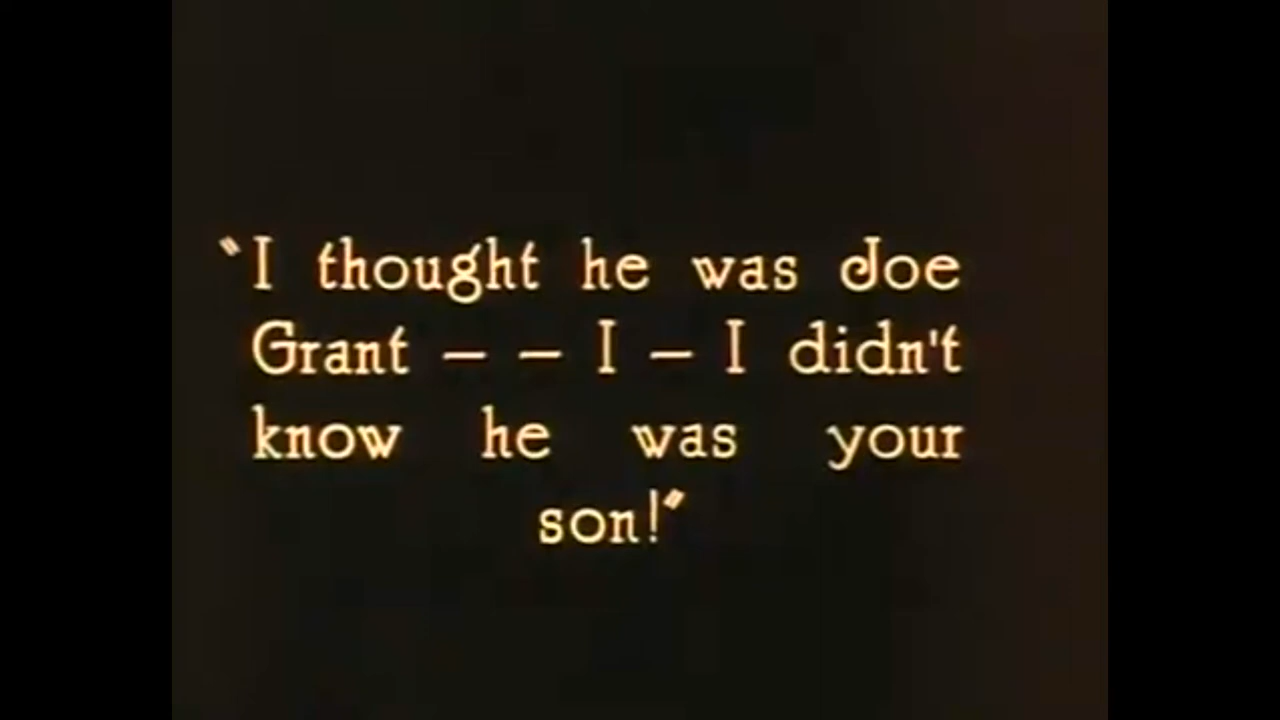 "I thought he was Joe
Grant – – I – I didn't
know he was your
son!"